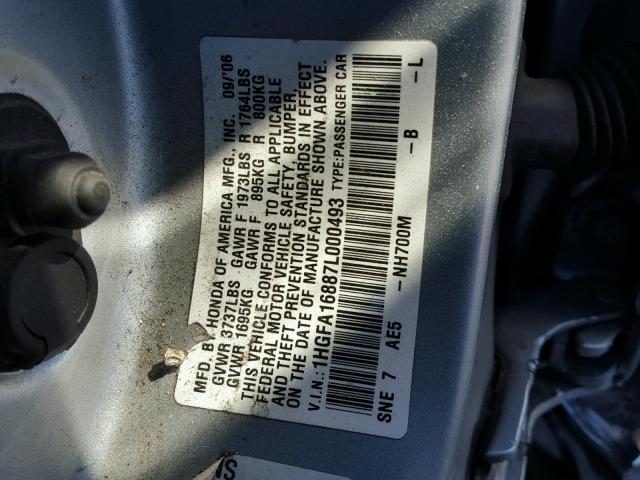 MFD. BY HONDA OF AMERICA MFG., INC. 09/'06
GVWR 3737LBS GAWR F 1973LBS R 1764LBS
GVWR 1695KG GAWR F 895KG R 800KG
THIS VEHICLE CONFORMS TO ALL APPLICABLE
FEDERAL MOTOR VEHICLE SAFETY, BUMPER,
AND THEFT PREVENTION STANDARDS IN EFFECT
ON THE DATE OF MANUFACTURE SHOWN ABOVE.
V.I.N.: 1HGFA16887L000493 TYPE:PASSENGER CAR
SNE 7 AE5 -NH700M -B -L